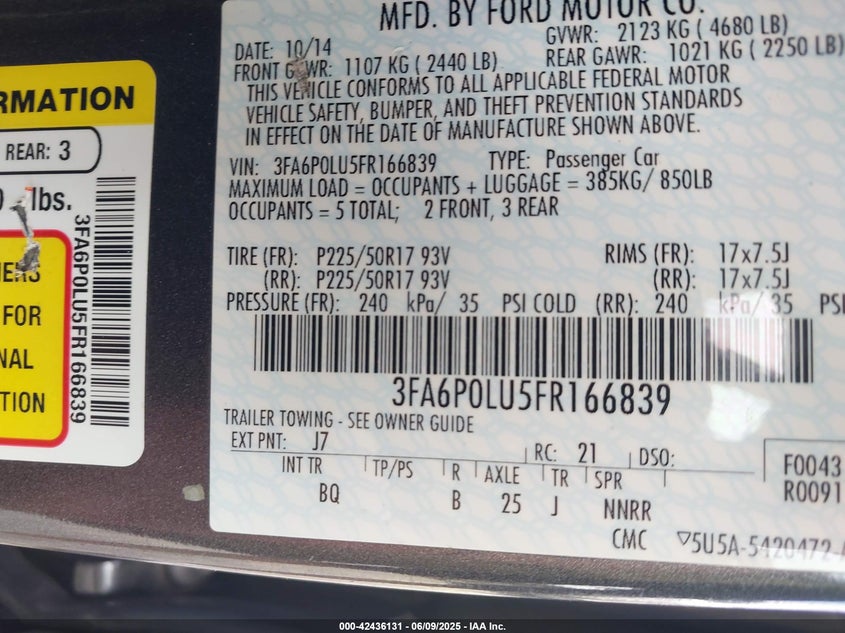 MFD. BY FORD MOTOR CO.
DATE: 10/14
GVWR: 2123 KG ( 4680 LB)
FRONT GAWR: 1107 KG ( 2440 LB)
REAR GAWR: 1021 KG ( 2250 LB)
THIS VEHICLE CONFORMS TO ALL APPLICABLE FEDERAL MOTOR
VEHICLE SAFETY, BUMPER, AND THEFT PREVENTION STANDARDS
IN EFFECT ON THE DATE OF MANUFACTURE SHOWN ABOVE.
VIN: 3FA6P0LU5FR166839 TYPE: Passenger Car
MAXIMUM LOAD = OCCUPANTS + LUGGAGE = 385KG/ 850LB
OCCUPANTS = 5 TOTAL; 2 FRONT, 3 REAR
TIRE (FR): P225/50R17 93V RIMS (FR): 17x7.5J
(RR): P225/50R17 93V (RR): 17x7.5J
PRESSURE (FR): 240 kPa/ 35 PSI COLD (RR): 240 kPa/ 35 PSI
3FA6P0LU5FR166839
TRAILER TOWING - SEE OWNER GUIDE
EXT PNT: J7 RC: 21 DSO:
INT TR TP/PS R AXLE TR SPR
BQ B 25 J NNRR
F0043
R0091
CMC ▽5U5A-5420472-
RMATION
REAR: 3
lbs.
3FA6P0LU5FR166839
FOR
NAL
TION
000-42436131 - 06/09/2025 - IAA Inc.